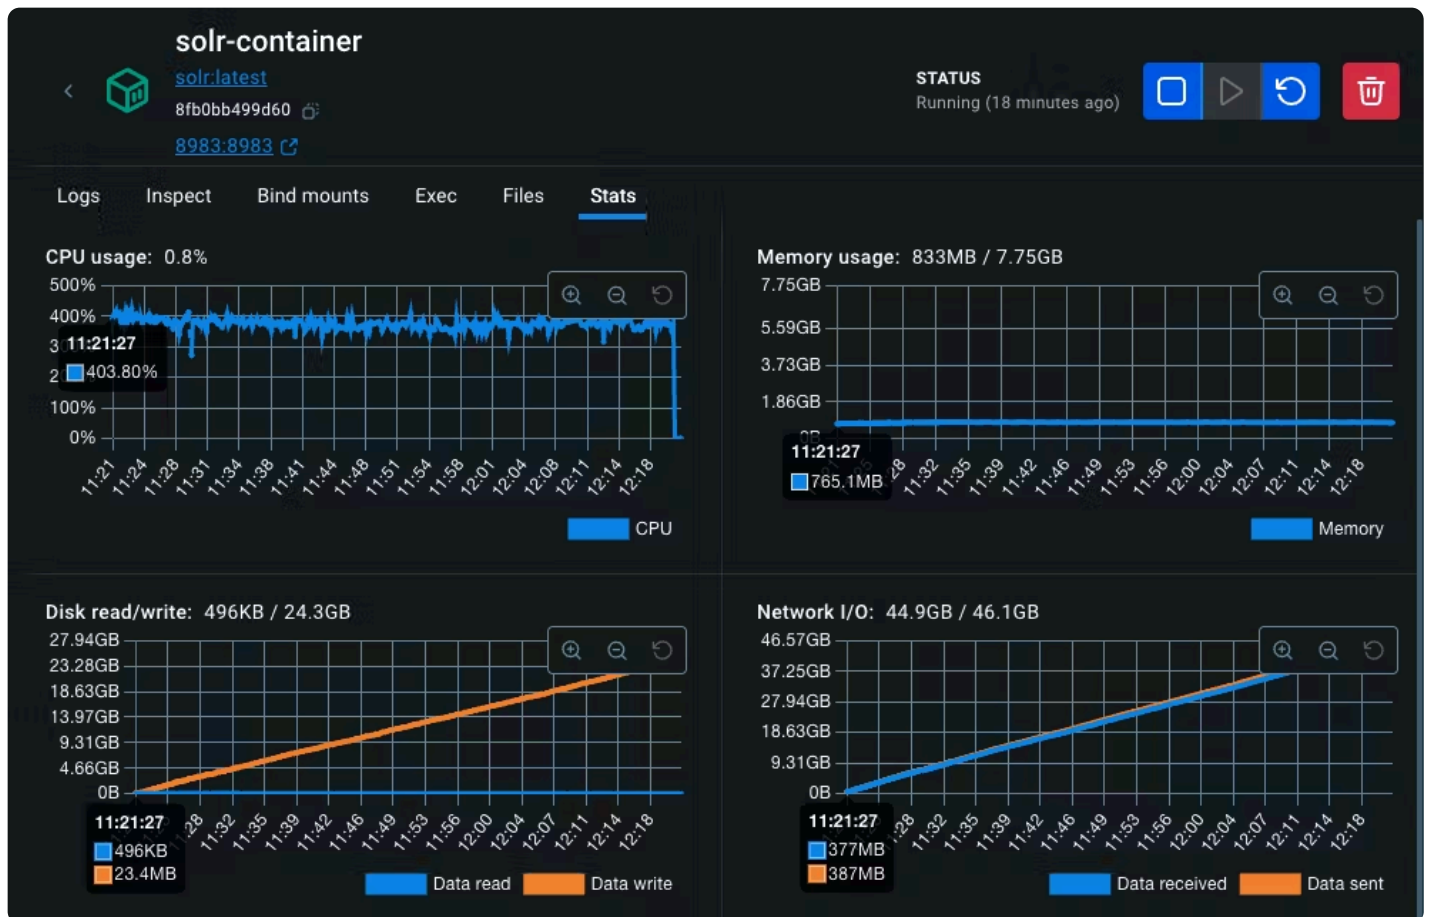 solr-container
solr:latest
8fb0bb499d60
8983:8983
STATUS
Running (18 minutes ago)
Logs Inspect Bind mounts Exec Files Stats
CPU usage: 0.8%
500%
400%
11:21:27
403.80%
100%
0%
11:21 11:24 11:28 11:31 11:34 11:38 11:41 11:44 11:48 11:51 11:54 11:58 12:01 12:04 12:08 12:11 12:14 12:18
CPU
Memory usage: 833MB / 7.75GB
7.75GB
5.59GB
3.73GB
1.86GB
0B
11:21:27
765.1MB
11:32 11:35 11:39 11:42 11:46 11:49 11:53 11:56 12:00 12:04 12:07 12:11 12:14 12:18
Memory
Disk read/write: 496KB / 24.3GB
27.94GB
23.28GB
18.63GB
13.97GB
9.31GB
4.66GB
0B
11:21:27
496KB
23.4MB
11:32 11:35 11:39 11:42 11:46 11:49 11:53 11:56 12:00 12:04 12:07 12:11 12:14 12:18
Data read Data write
Network I/O: 44.9GB / 46.1GB
46.57GB
37.25GB
27.94GB
18.63GB
9.31GB
0B
11:21:27
377MB
387MB
11:32 11:35 11:39 11:42 11:46 11:49 11:53 11:56 12:00 12:04 12:07 12:11 12:14 12:18
Data received Data sent